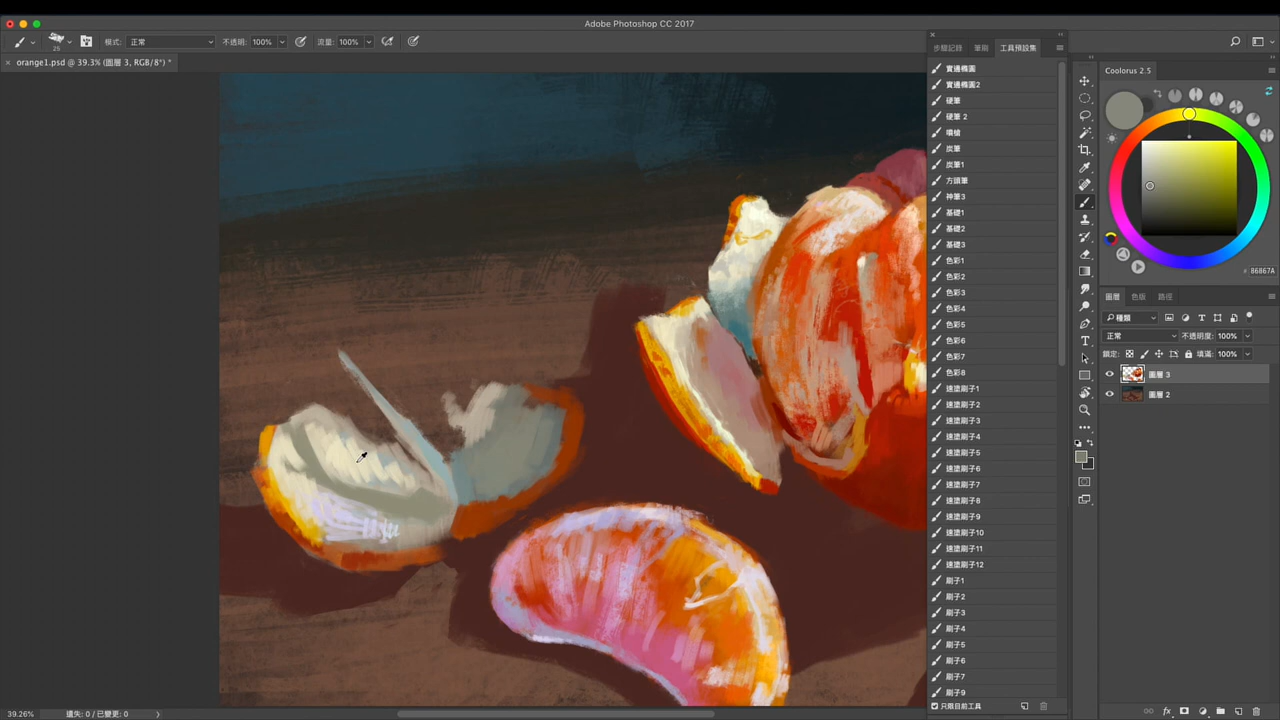 Adobe Photoshop CC 2017
25
模式: 正常
不透明: 100%
流量: 100%
× orange1.psd @ 39.3% (圖層 3, RGB/8*) *
步驟記錄
筆刷
工具預設集
實邊橢圓
實邊橢圓2
硬筆
硬筆 2
噴槍
炭筆
炭筆1
方頭筆
神筆3
基礎1
基礎2
基礎3
色彩1
色彩2
色彩3
色彩4
色彩5
色彩6
色彩7
色彩8
速塗刷子1
速塗刷子2
速塗刷子3
速塗刷子4
速塗刷子5
速塗刷子6
速塗刷子7
速塗刷子8
速塗刷子9
速塗刷子10
速塗刷子11
速塗刷子12
刷子1
刷子2
刷子3
刷子4
刷子5
刷子6
刷子7
刷子9
只限目前工具
Coolorus 2.5
# 86867A
圖層
色版
路徑
種類
正常
不透明度: 100%
鎖定:
填滿: 100%
圖層 3
圖層 2
fx
39.26%
遺失: 0 / 已變更: 0